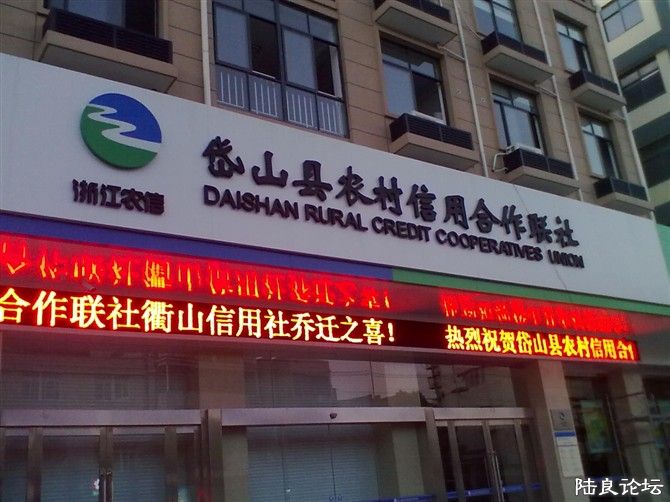 岱山县农村信用合作联社
DAISHAN RURAL CREDIT COOPERATIVES UNION
浙江农信
合作联社衢山信用社乔迁之喜! 热烈祝贺岱山县农村信用合作
陆良论坛